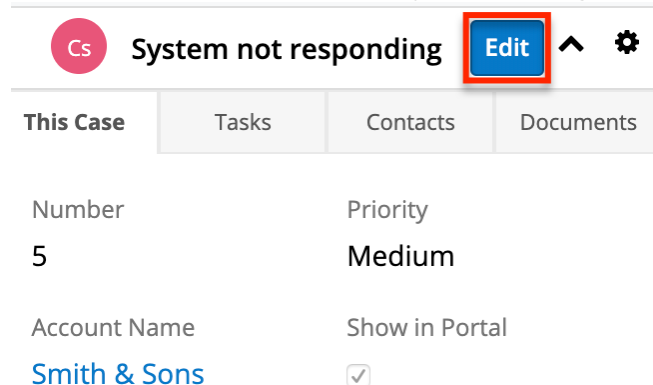 Cs System not responding Edit
This Case Tasks Contacts Documents
Number Priority
5 Medium
Account Name Show in Portal
Smith & Sons